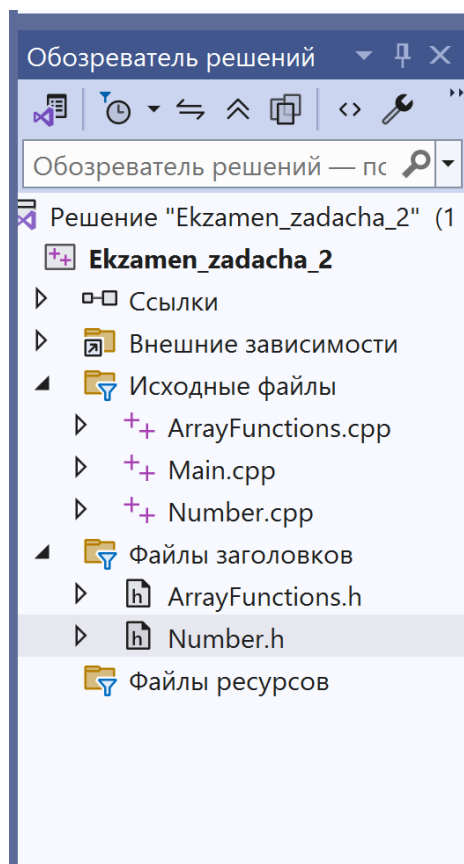 Обозреватель решений
Обозреватель решений — пс
Решение "Ekzamen_zadacha_2" (1
Ekzamen_zadacha_2
Ссылки
Внешние зависимости
Исходные файлы
ArrayFunctions.cpp
Main.cpp
Number.cpp
Файлы заголовков
ArrayFunctions.h
Number.h
Файлы ресурсов